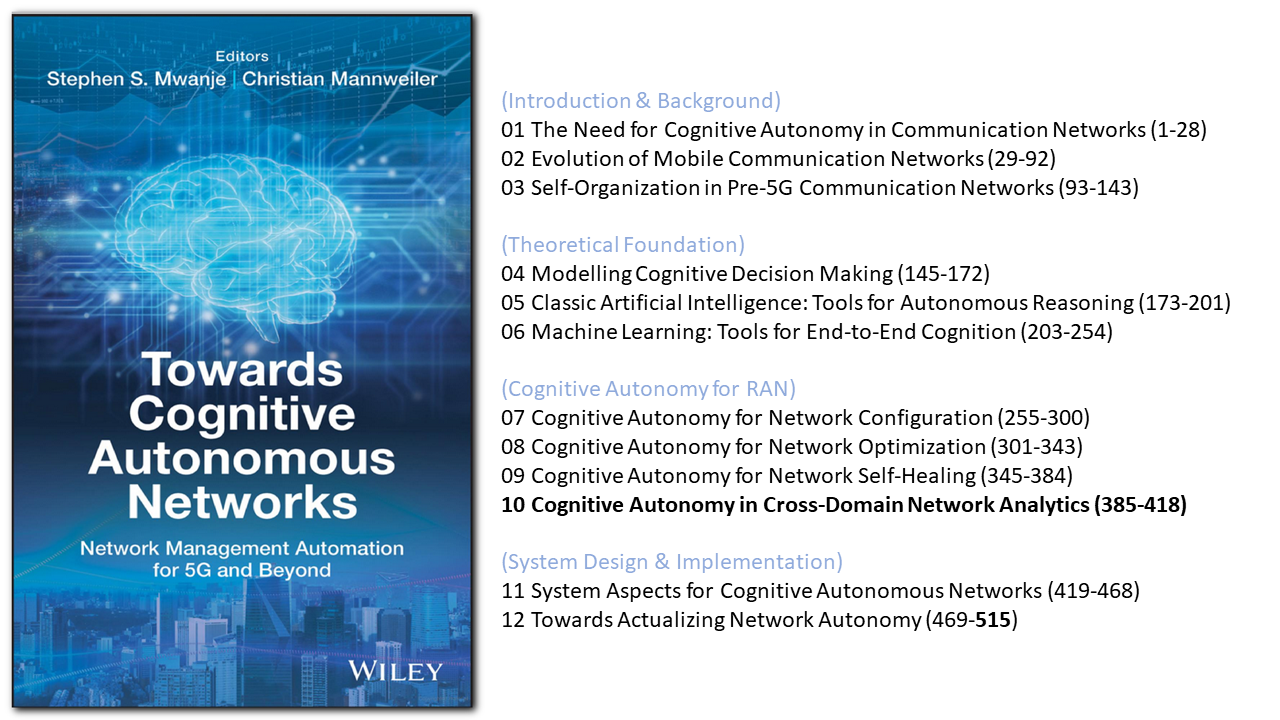 Editors
Stephen S. Mwanje | Christian Mannweiler
Towards
Cognitive
Autonomous
Networks
Network Management Automation
for 5G and Beyond
WILEY
(Introduction & Background)
01 The Need for Cognitive Autonomy in Communication Networks (1-28)
02 Evolution of Mobile Communication Networks (29-92)
03 Self-Organization in Pre-5G Communication Networks (93-143)
(Theoretical Foundation)
04 Modelling Cognitive Decision Making (145-172)
05 Classic Artificial Intelligence: Tools for Autonomous Reasoning (173-201)
06 Machine Learning: Tools for End-to-End Cognition (203-254)
(Cognitive Autonomy for RAN)
07 Cognitive Autonomy for Network Configuration (255-300)
08 Cognitive Autonomy for Network Optimization (301-343)
09 Cognitive Autonomy for Network Self-Healing (345-384)
10 Cognitive Autonomy in Cross-Domain Network Analytics (385-418)
(System Design & Implementation)
11 System Aspects for Cognitive Autonomous Networks (419-468)
12 Towards Actualizing Network Autonomy (469-515)